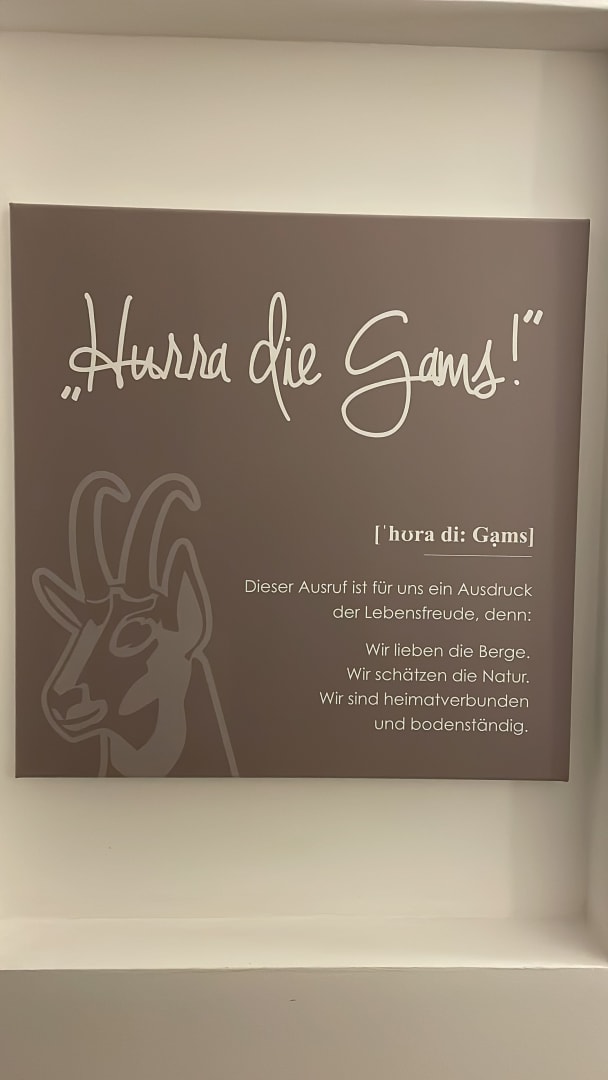 „Hurra die Gams!“
[ˈhʊra di: Gạms]
Dieser Ausruf ist für uns ein Ausdruck
der Lebensfreude, denn:
Wir lieben die Berge.
Wir schätzen die Natur.
Wir sind heimatverbunden
und bodenständig.